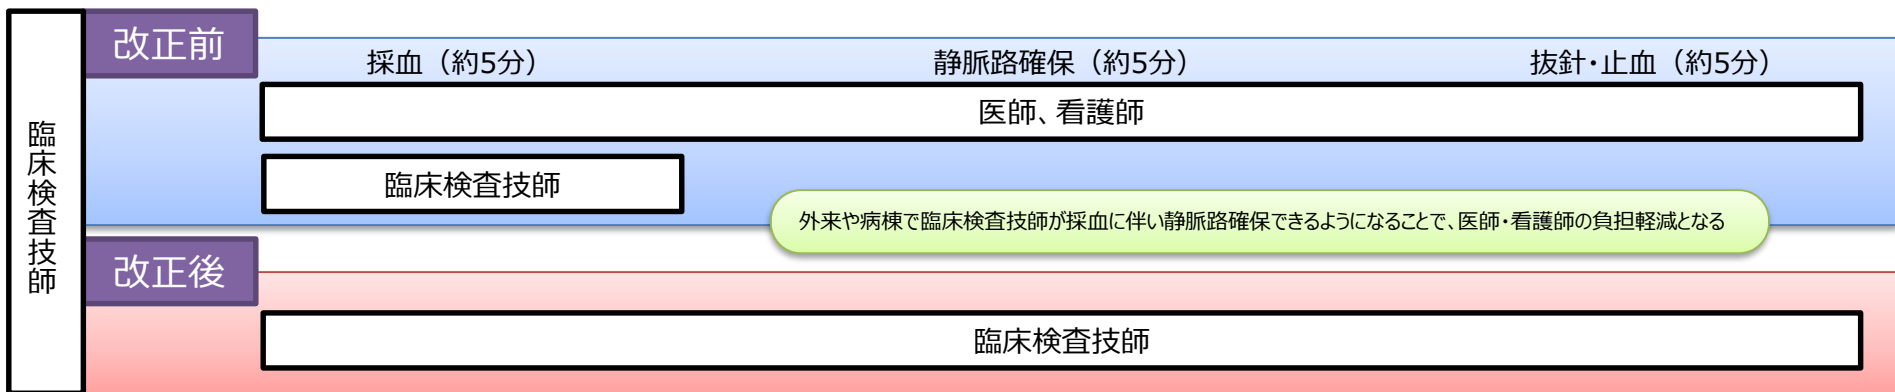 臨床検査技師
改正前
採血（約5分）
静脈路確保（約5分）
抜針・止血（約5分）
医師、看護師
臨床検査技師
外来や病棟で臨床検査技師が採血に伴い静脈路確保できるようになることで、医師・看護師の負担軽減となる
改正後
臨床検査技師